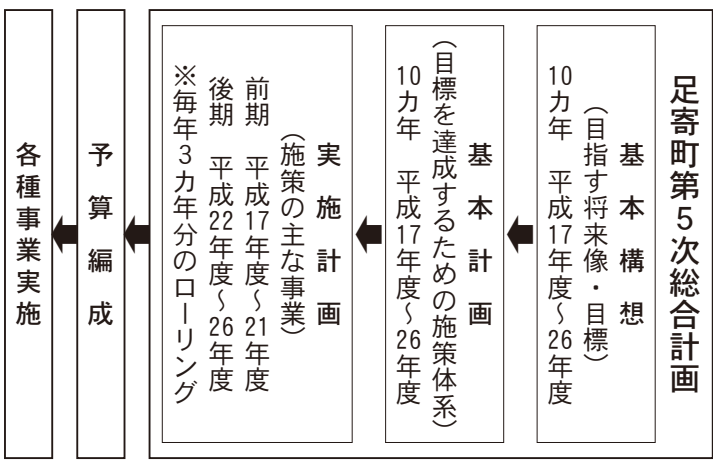 足寄町第5次総合計画
基本構想
（目指す将来像・目標）
10カ年　平成17年度〜26年度
基本計画
（目標を達成するための施策体系）
10カ年　平成17年度〜26年度
実施計画
（施策の主な事業）
前期　平成17年度〜21年度
後期　平成22年度〜26年度
※毎年3カ年分のローリング
予算編成
各種事業実施